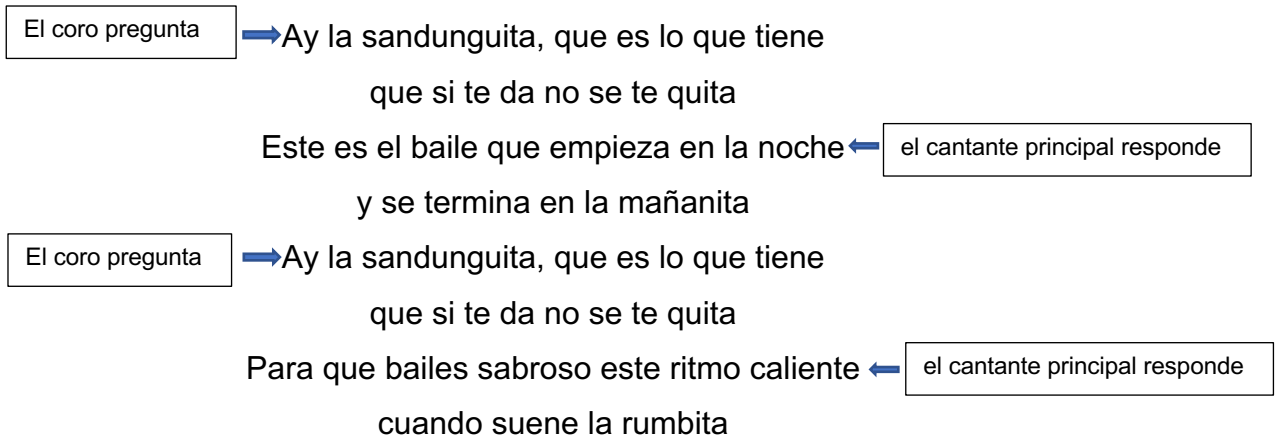 El coro pregunta
Ay la sandunguita, que es lo que tiene
que si te da no se te quita
Este es el baile que empieza en la noche
el cantante principal responde
y se termina en la mañanita
El coro pregunta
Ay la sandunguita, que es lo que tiene
que si te da no se te quita
Para que bailes sabroso este ritmo caliente
el cantante principal responde
cuando suene la rumbita